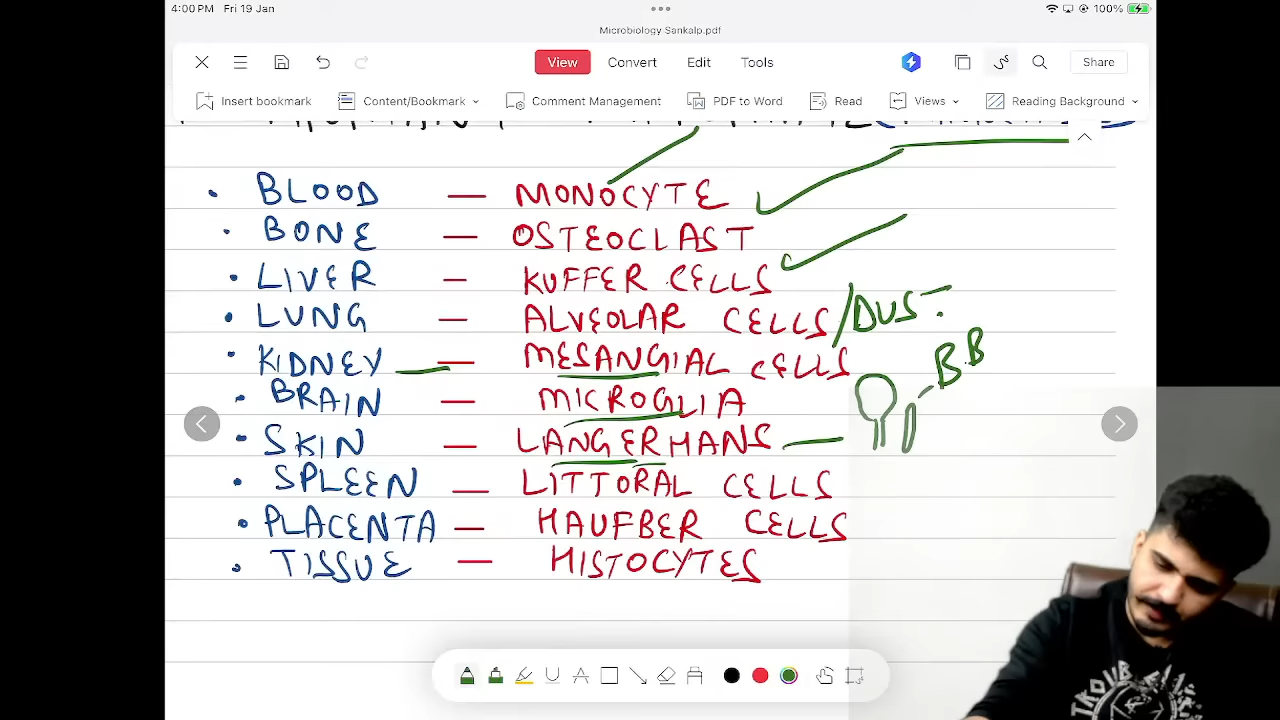 4:00 PM Fri 19 Jan
100%
Microbiology Sankalp.pdf
View Convert Edit Tools Share
Insert bookmark Content/Bookmark Comment Management PDF to Word Read Views Reading Background
• BLOOD — MONOCYTE
• BONE — OSTEOCLAST
• LIVER — KUFFER CELLS
• LUNG — ALVEOLAR CELLS/DUST
• KIDNEY — MESANGIAL CELLS
BB
• BRAIN — MICROGLIA
• SKIN — LANGERHANS
• SPLEEN — LITTORAL CELLS
• PLACENTA — HAUFBER CELLS
• TISSUE — HISTOCYTES